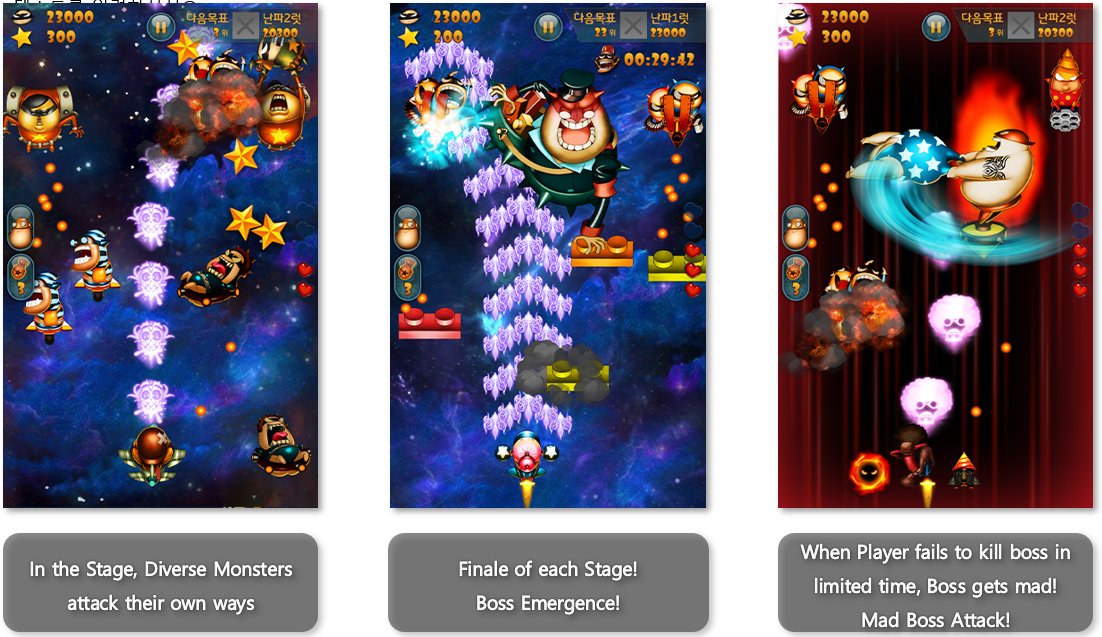 23000
300
다음목표
3 위
난파2렛
20300
3
23000
200
다음목표
23 위
난파1렛
23000
00:29:42
3
23000
300
다음목표
3 위
난파2렛
20300
3
In the Stage, Diverse Monsters
attack their own ways
Finale of each Stage!
Boss Emergence!
When Player fails to kill boss in
limited time, Boss gets mad!
Mad Boss Attack!